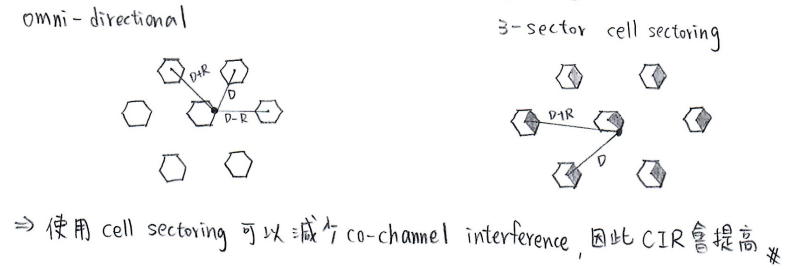 omni-directional
3-sector cell sectoring
D+R
D
D-R
D+R
D
⇒ 使用 cell sectoring 可以減少 co-channel interference, 因此 CIR 會提高 #